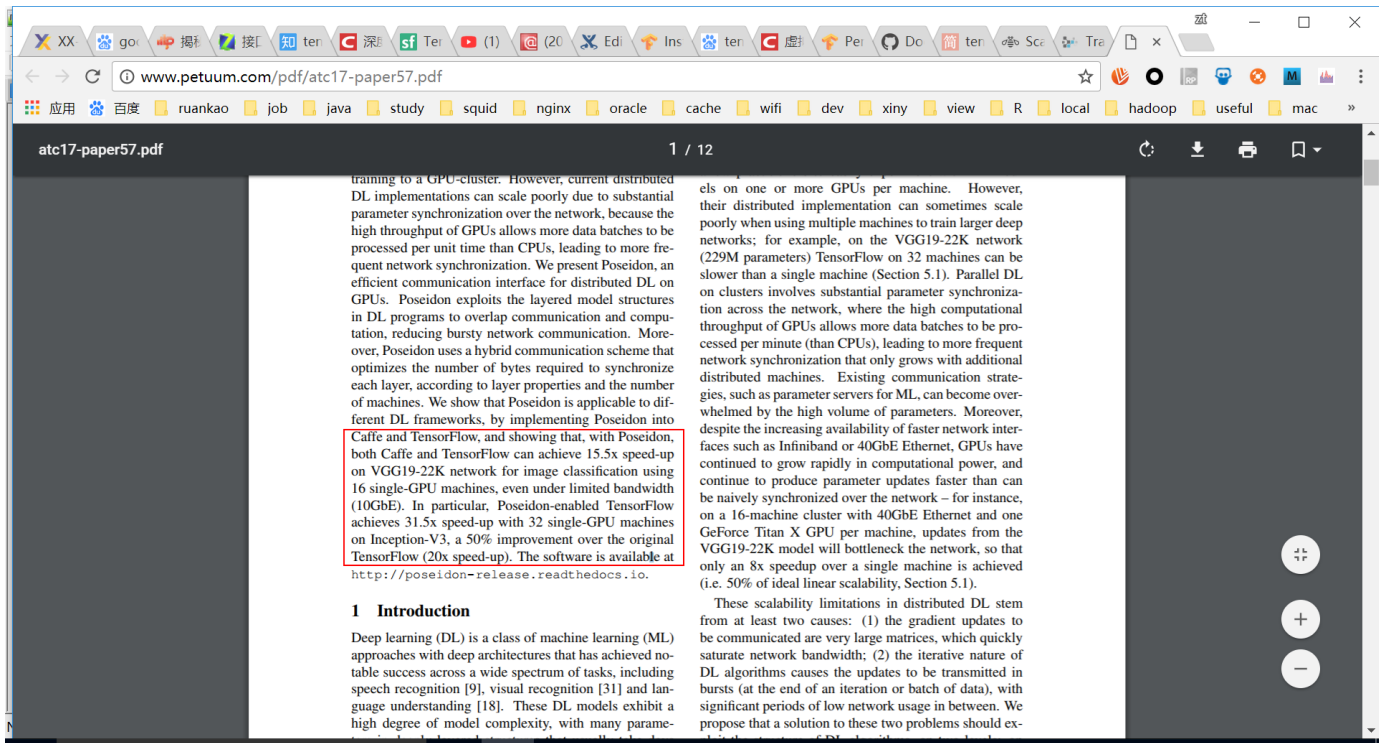 XX-
goo
揭秘
接口
知 ten
C
sf Ter
(1)
(20
Edi
Ins
ten
C
Per
Do
简 ten
Sca
Tra
www.petuum.com/pdf/atc17-paper57.pdf
应用 百度 ruankao job java study squid nginx oracle cache wifi dev xiny view R local hadoop useful mac »
atc17-paper57.pdf
1 / 12
training to a GPU-cluster. However, current distributed
DL implementations can scale poorly due to substantial
parameter synchronization over the network, because the
high throughput of GPUs allows more data batches to be
processed per unit time than CPUs, leading to more fre-
quent network synchronization. We present Poseidon, an
efficient communication interface for distributed DL on
GPUs. Poseidon exploits the layered model structures
in DL programs to overlap communication and compu-
tation, reducing bursty network communication. More-
over, Poseidon uses a hybrid communication scheme that
optimizes the number of bytes required to synchronize
each layer, according to layer properties and the number
of machines. We show that Poseidon is applicable to dif-
ferent DL frameworks, by implementing Poseidon into
Caffe and TensorFlow, and showing that, with Poseidon,
both Caffe and TensorFlow can achieve 15.5x speed-up
on VGG19-22K network for image classification using
16 single-GPU machines, even under limited bandwidth
(10GbE). In particular, Poseidon-enabled TensorFlow
achieves 31.5x speed-up with 32 single-GPU machines
on Inception-V3, a 50% improvement over the original
TensorFlow (20x speed-up). The software is available at
http://poseidon-release.readthedocs.io.
1 Introduction
Deep learning (DL) is a class of machine learning (ML)
approaches with deep architectures that has achieved no-
table success across a wide spectrum of tasks, including
speech recognition [9], visual recognition [31] and lan-
guage understanding [18]. These DL models exhibit a
high degree of model complexity, with many parame-
els on one or more GPUs per machine. However,
their distributed implementation can sometimes scale
poorly when using multiple machines to train larger deep
networks; for example, on the VGG19-22K network
(229M parameters) TensorFlow on 32 machines can be
slower than a single machine (Section 5.1). Parallel DL
on clusters involves substantial parameter synchroniza-
tion across the network, where the high computational
throughput of GPUs allows more data batches to be pro-
cessed per minute (than CPUs), leading to more frequent
network synchronization that only grows with additional
distributed machines. Existing communication strate-
gies, such as parameter servers for ML, can become over-
whelmed by the high volume of parameters. Moreover,
despite the increasing availability of faster network inter-
faces such as Infiniband or 40GbE Ethernet, GPUs have
continued to grow rapidly in computational power, and
continue to produce parameter updates faster than can
be naively synchronized over the network – for instance,
on a 16-machine cluster with 40GbE Ethernet and one
GeForce Titan X GPU per machine, updates from the
VGG19-22K model will bottleneck the network, so that
only an 8x speedup over a single machine is achieved
(i.e. 50% of ideal linear scalability, Section 5.1).
These scalability limitations in distributed DL stem
from at least two causes: (1) the gradient updates to
be communicated are very large matrices, which quickly
saturate network bandwidth; (2) the iterative nature of
DL algorithms causes the updates to be transmitted in
bursts (at the end of an iteration or batch of data), with
significant periods of low network usage in between. We
propose that a solution to these two problems should ex-